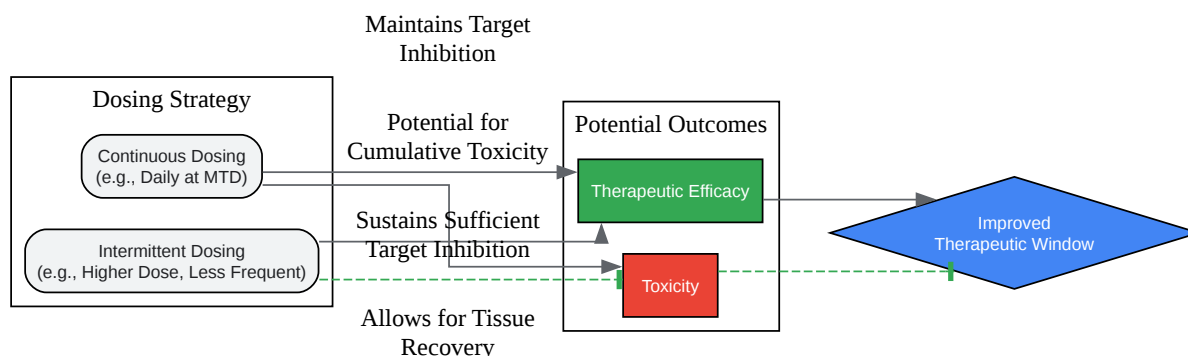 Maintains Target
Inhibition
Dosing Strategy
Continuous Dosing
(e.g., Daily at MTD)
Intermittent Dosing
(e.g., Higher Dose, Less Frequent)
Potential for
Cumulative Toxicity
Sustains Sufficient
Target Inhibition
Allows for Tissue
Recovery
Potential Outcomes
Therapeutic Efficacy
Toxicity
Improved
Therapeutic Window